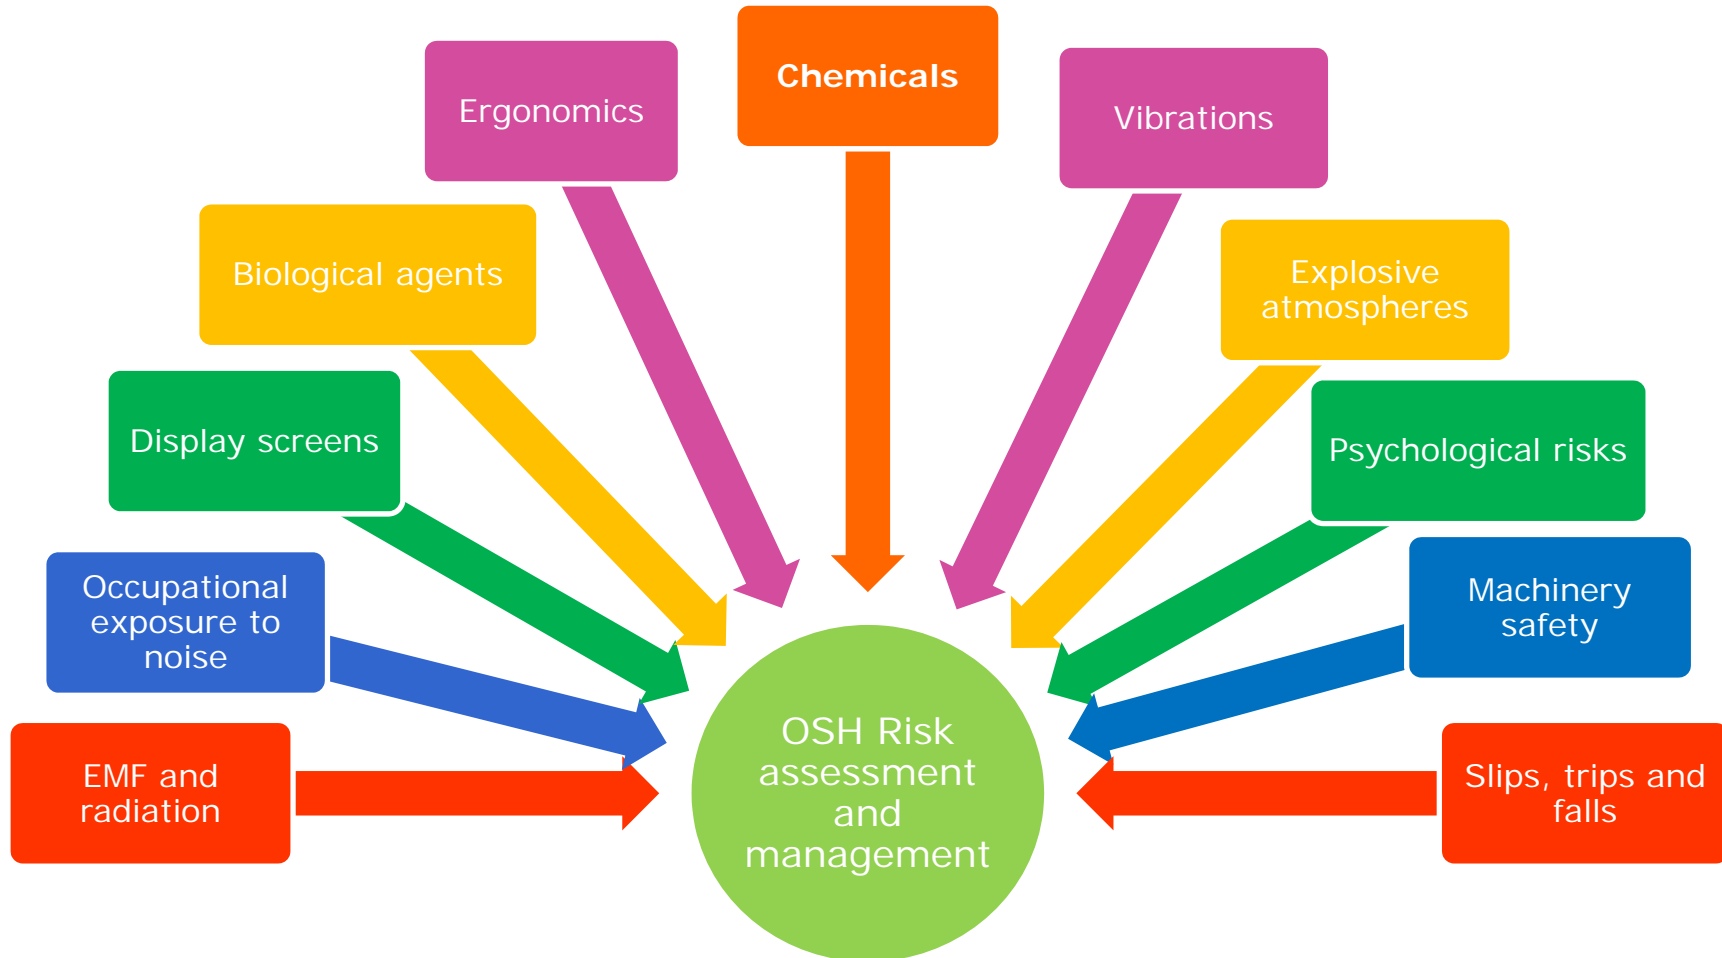 Chemicals
Ergonomics
Vibrations
Biological agents
Explosive
atmospheres
Display screens
Psychological risks
Occupational
exposure to
noise
Machinery
safety
EMF and
radiation
OSH Risk
assessment
and
management
Slips, trips and
falls